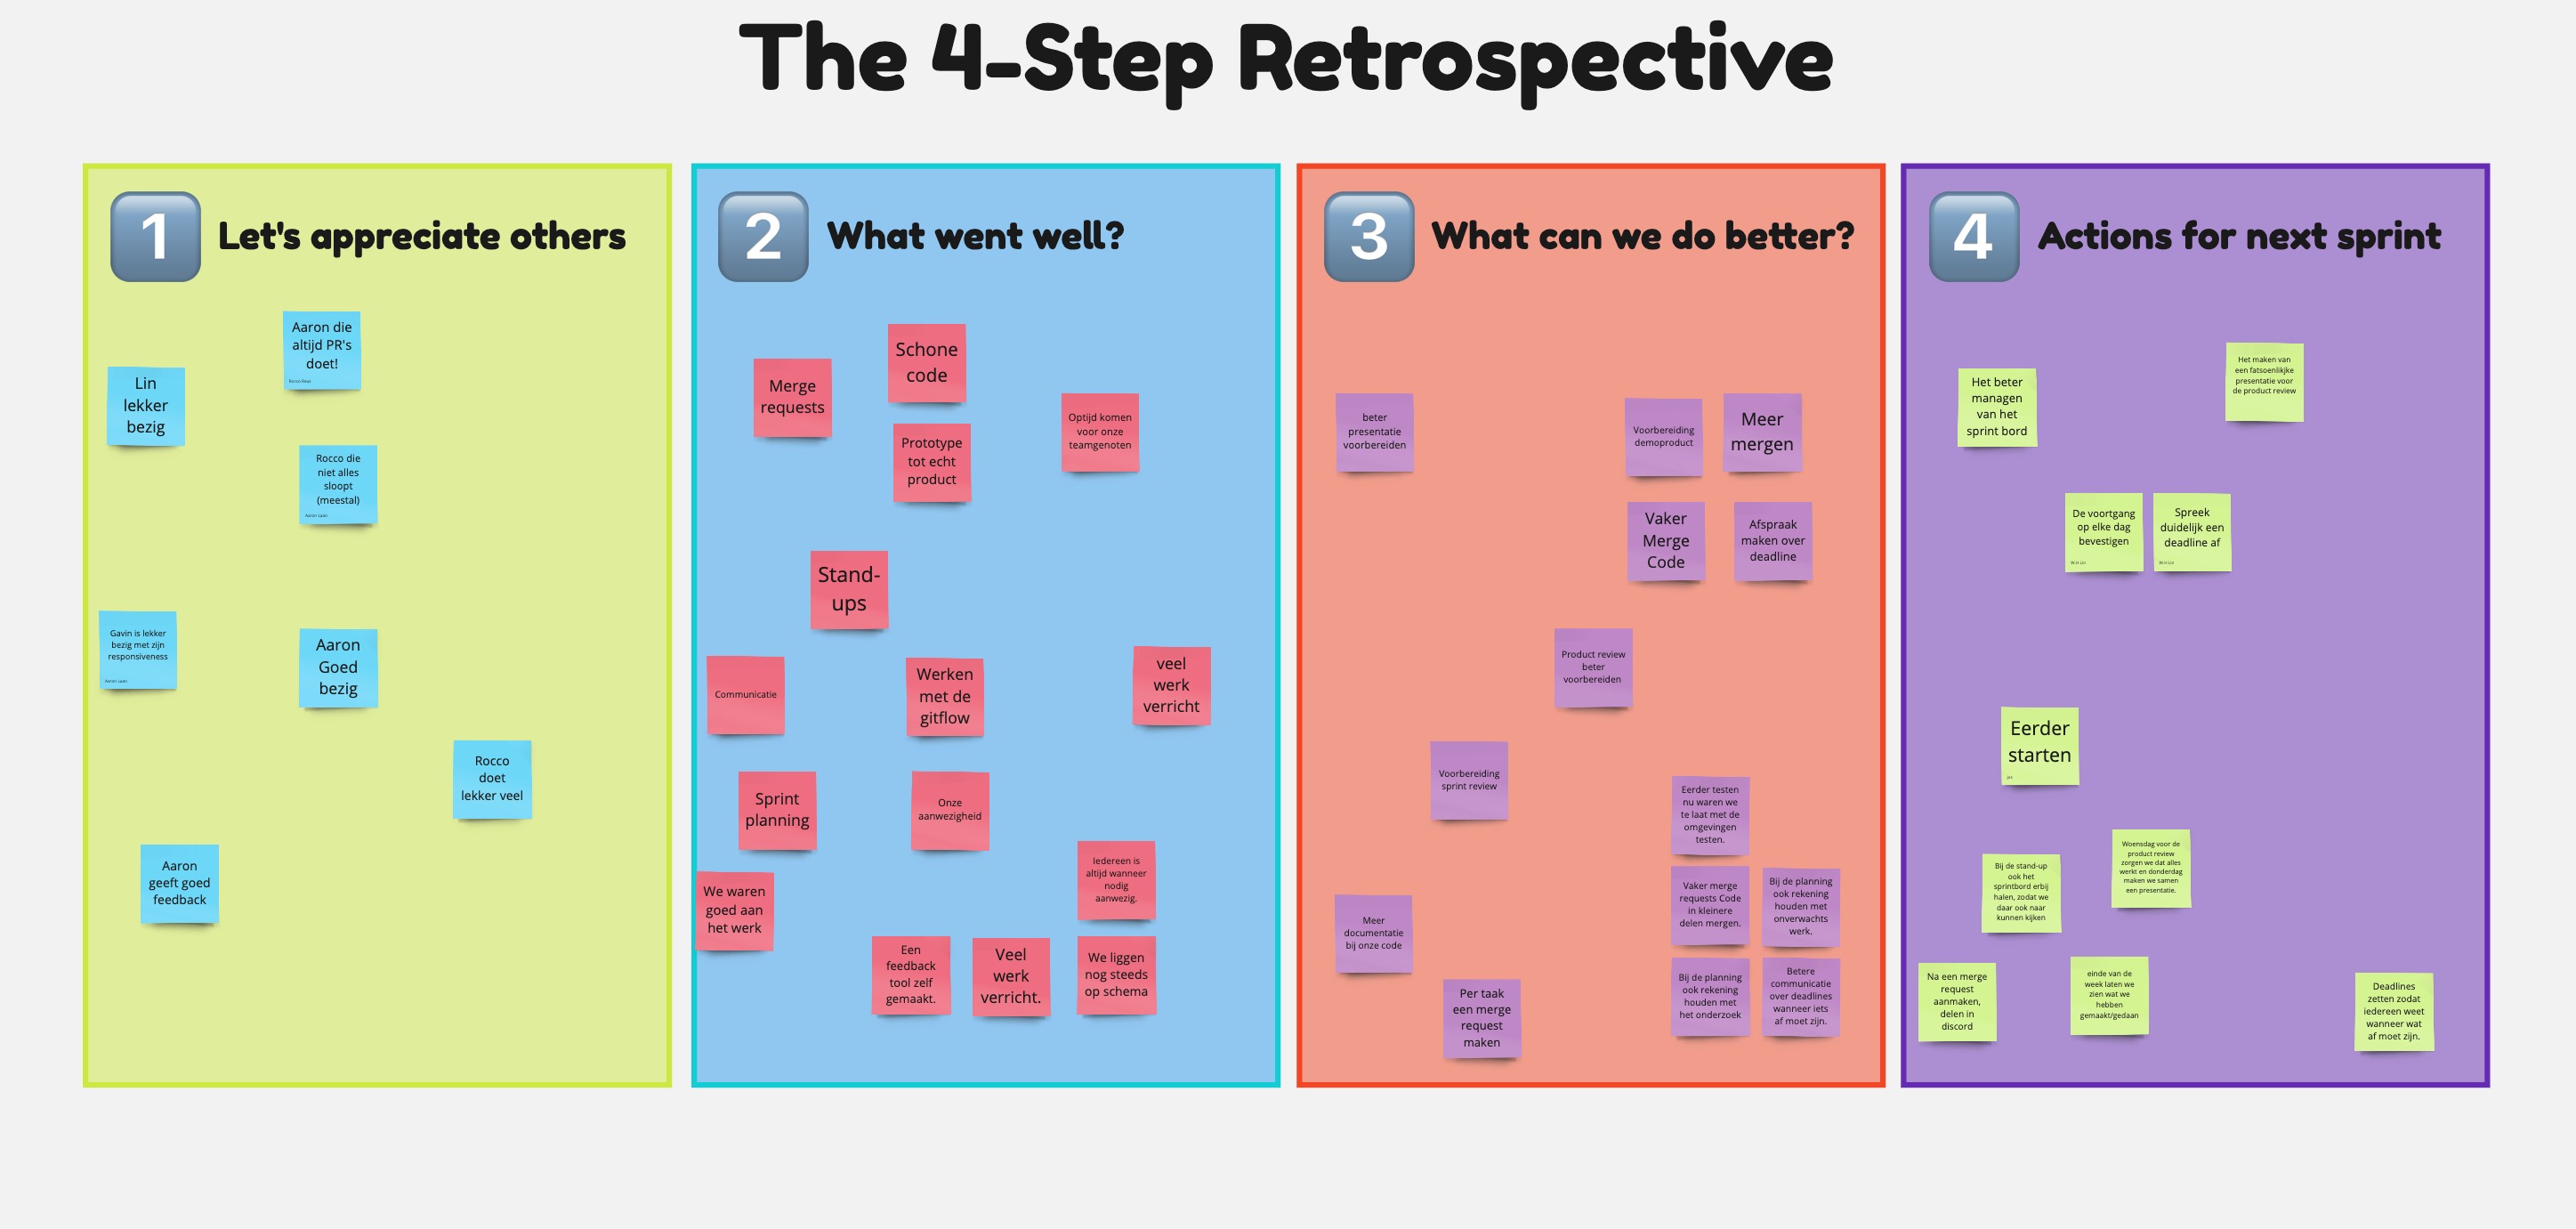 The 4-Step Retrospective
1
Let's appreciate others
Aaron die
altijd PR's
doet!
Rocco Reus
Lin
lekker
bezig
Rocco die
niet alles
sloopt
(meestal)
Aaron Laan
Gavin is lekker
bezig met zijn
responsiveness
Aaron Laan
Aaron
Goed
bezig
Rocco
doet
lekker veel
Aaron
geeft goed
feedback
2
What went well?
Schone
code
Merge
requests
Optijd komen
voor onze
teamgenoten
Prototype
tot echt
product
Stand-
ups
Communicatie
Werken
met de
gitflow
veel
werk
verricht
Sprint
planning
Onze
aanwezigheid
Iedereen is
altijd wanneer
nodig
aanwezig.
We waren
goed aan
het werk
Een
feedback
tool zelf
gemaakt.
Veel
werk
verricht.
We liggen
nog steeds
op schema
3
What can we do better?
beter
presentatie
voorbereiden
Voorbereiding
demoproduct
Meer
mergen
Vaker
Merge
Code
Afspraak
maken over
deadline
Product review
beter
voorbereiden
Voorbereiding
sprint review
Eerder testen
nu waren we
te laat met de
omgevingen
testen.
Vaker merge
requests Code
in kleinere
delen mergen.
Bij de planning
ook rekening
houden met
onverwachts
werk.
Meer
documentatie
bij onze code
Bij de planning
ook rekening
houden met
het onderzoek
Betere
communicatie
over deadlines
wanneer iets
af moet zijn.
Per taak
een merge
request
maken
4
Actions for next sprint
Het maken van
een fatsoenlikjke
presentatie voor
de product review
Het beter
managen
van het
sprint bord
De voortgang
op elke dag
bevestigen
Spreek
duidelijk een
deadline af
Eerder
starten
Woensdag voor de
product review
zorgen we dat alles
werkt en donderdag
maken we samen
een presentatie.
Bij de stand-up
ook het
sprintbord erbij
halen, zodat we
daar ook naar
kunnen kijken
Na een merge
request
aanmaken,
delen in
discord
einde van de
week laten we
zien wat we
hebben
gemaakt/gedaan
Deadlines
zetten zodat
iedereen weet
wanneer wat
af moet zijn.